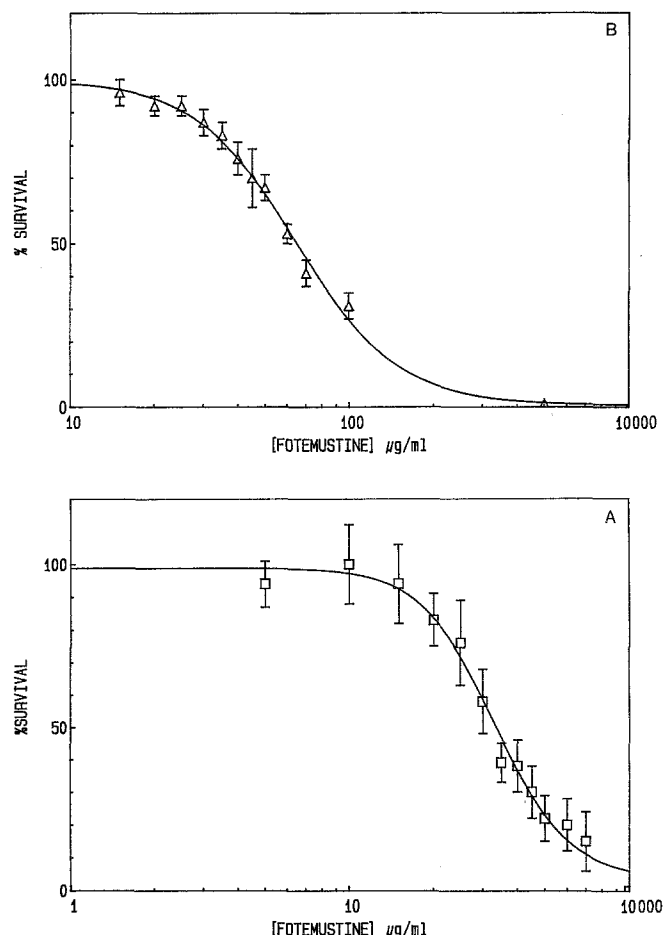 B
100
50
0
% SURVIVAL
10 100 10000
[FOTEMUSTINE] µg/ml
A
100
50
0
%SURVIVAL
1 10 10000
[FOTEMUSTINE] µg/ml